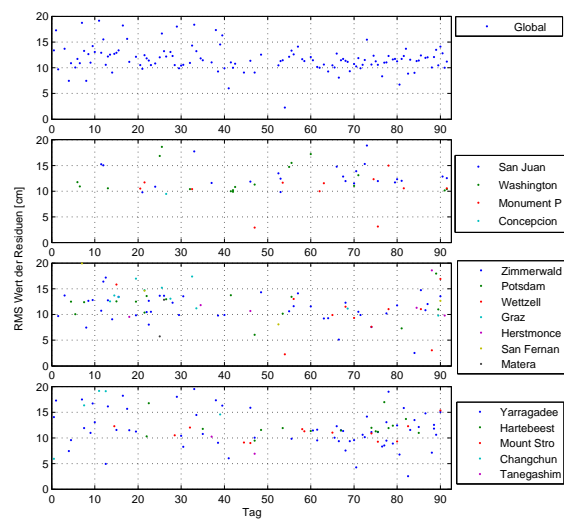 20
15
10
5
0
0 10 20 30 40 50 60 70 80 90
Global
20
15
10
5
0
0 10 20 30 40 50 60 70 80 90
San Juan
Washington
Monument P
Concepcion
RMS Wert der Residuen [cm]
20
15
10
5
0
0 10 20 30 40 50 60 70 80 90
Zimmerwald
Potsdam
Wettzell
Graz
Herstmonce
San Fernan
Matera
20
15
10
5
0
0 10 20 30 40 50 60 70 80 90
Tag
Yarragadee
Hartebeest
Mount Stro
Changchun
Tanegashim